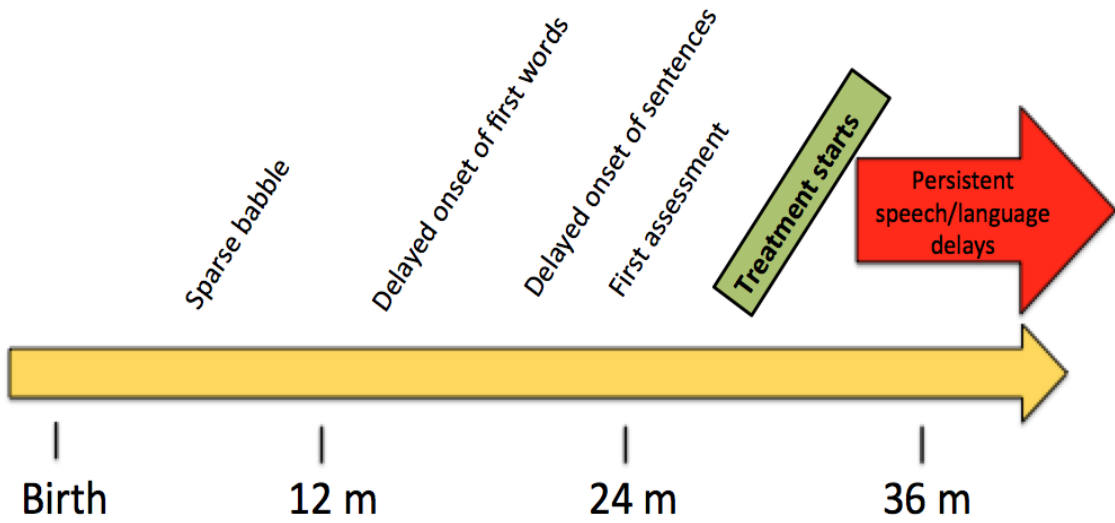 Sparse babble
Delayed onset of first words
Delayed onset of sentences
First assessment
Treatment starts
Persistent
speech/language
delays
Birth
12 m
24 m
36 m